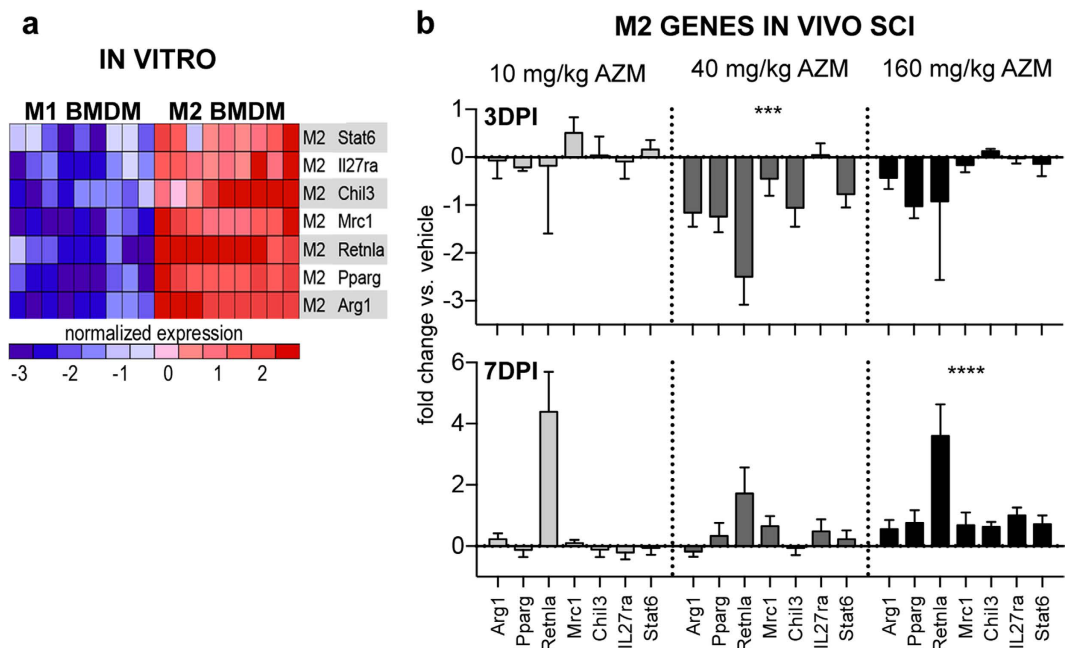 a
IN VITRO
M1 BMDM M2 BMDM
M2 Stat6
M2 Il27ra
M2 Chil3
M2 Mrc1
M2 Retnla
M2 Pparg
M2 Arg1
normalized expression
-3 -2 -1 0 1 2
b
M2 GENES IN VIVO SCI
10 mg/kg AZM 40 mg/kg AZM 160 mg/kg AZM
fold change vs. vehicle
3DPI
***
1
0
-1
-2
-3
7DPI
****
6
4
2
0
Arg1 Pparg Retnla Mrc1 Chil3 IL27ra Stat6 Arg1 Pparg Retnla Mrc1 Chil3 IL27ra Stat6 Arg1 Pparg Retnla Mrc1 Chil3 IL27ra Stat6